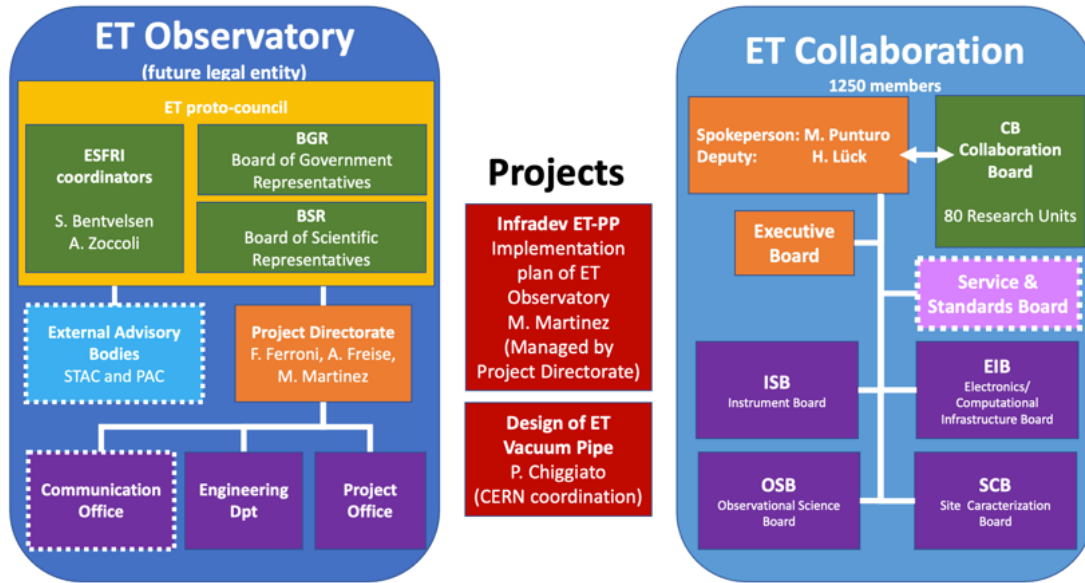 ET Observatory
(future legal entity)
ET proto-council
ESFRI
coordinators
S. Bentvelsen
A. Zoccoli
BGR
Board of Government
Representatives
BSR
Board of Scientific
Representatives
External Advisory
Bodies
STAC and PAC
Project Directorate
F. Ferroni, A. Freise,
M. Martinez
Communication
Office
Engineering
Dpt
Project
Office
Projects
Infradev ET-PP
Implementation
plan of ET
Observatory
M. Martinez
(Managed by
Project Directorate)
Design of ET
Vacuum Pipe
P. Chiggiato
(CERN coordination)
ET Collaboration
1250 members
Spokeperson: M. Punturo
Deputy: H. Lück
CB
Collaboration
Board
80 Research Units
Executive
Board
Service &
Standards Board
ISB
Instrument Board
EIB
Electronics/
Computational
Infrastructure Board
OSB
Observational Science
Board
SCB
Site Caracterization
Board